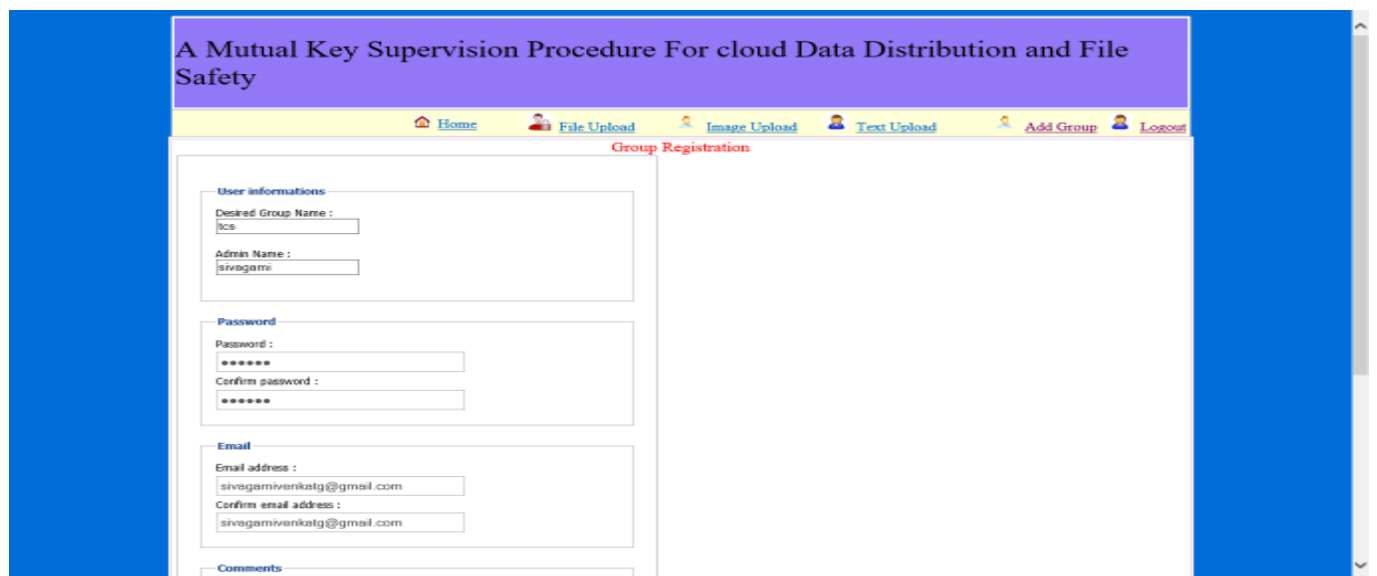 A Mutual Key Supervision Procedure For cloud Data Distribution and File
Safety
Home File Upload Image Upload Text Upload Add Group Logout
Group Registration
User informations
Desired Group Name :
tcs
Admin Name :
sivagami
Password
Password :
••••••
Confirm password :
••••••
Email
Email address :
sivagamivenkatg@gmail.com
Confirm email address :
sivagamivenkatg@gmail.com
Comments